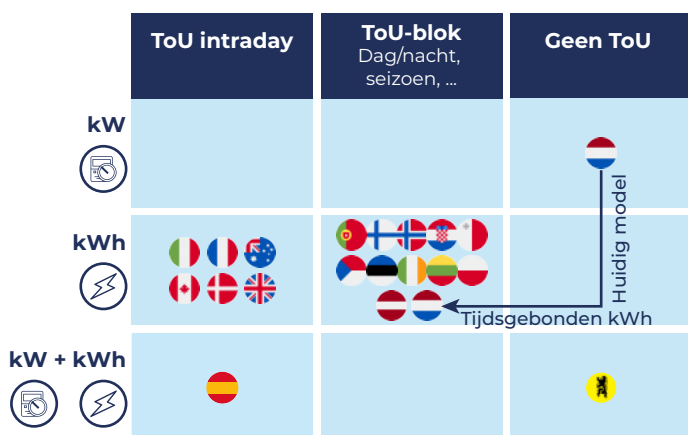 ToU intraday
ToU-blok
Dag/nacht,
seizoen, ...
Geen ToU
kW
Huidig model
kWh
Tijdsgebonden kWh
kW + kWh